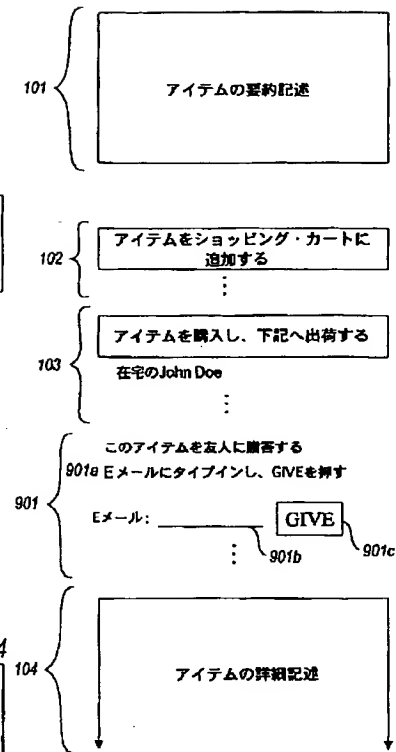 101
アイテムの要約記述
102
アイテムをショッピング・カートに
追加する
103
アイテムを購入し、下記へ出荷する
在宅のJohn Doe
このアイテムを友人に贈答する
901a Eメールにタイプインし、GIVEを押す
901
Eメール: GIVE
901b
901c
4
104
アイテムの詳細記述